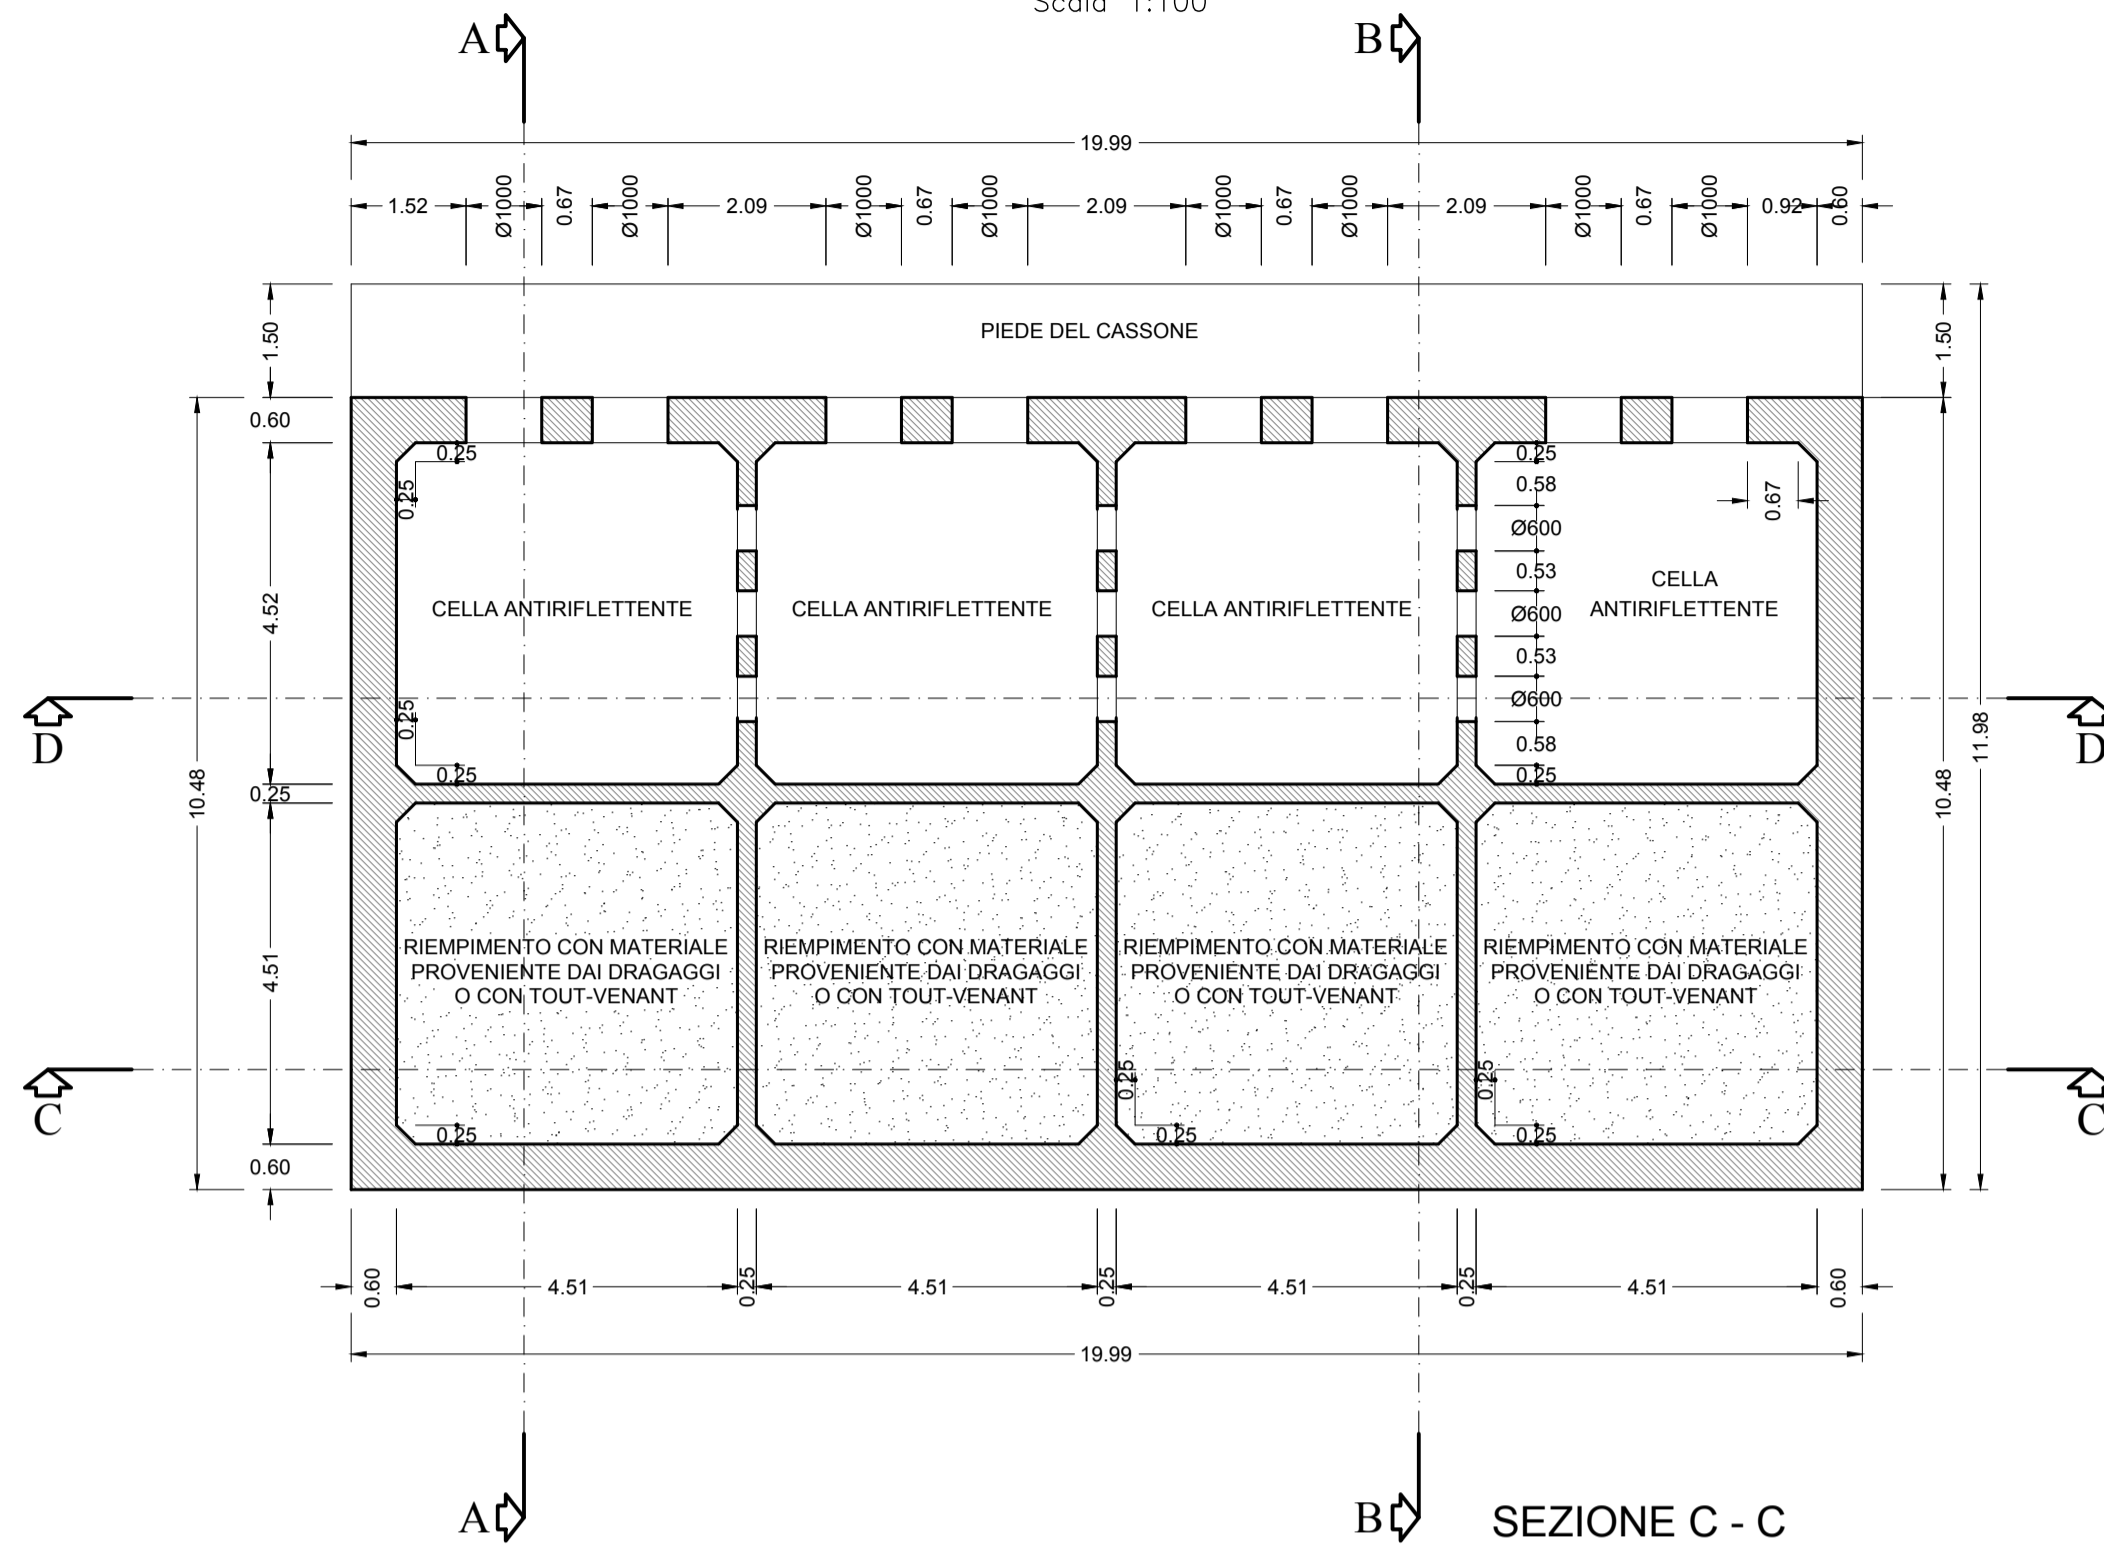 Scala 1:100
A B
19.99
1.52 Ø1000 0.67 Ø1000 2.09 Ø1000 0.67 Ø1000 2.09 Ø1000 0.67 Ø1000 2.09 Ø1000 0.67 Ø1000 0.92 0.60
PIEDE DEL CASSONE
1.50 1.50
0.60
0.25 0.25
0.25 0.58 0.67
Ø600
0.53
CELLA
ANTIRIFLETTENTE
CELLA ANTIRIFLETTENTE CELLA ANTIRIFLETTENTE CELLA ANTIRIFLETTENTE
4.52 Ø600
0.53
Ø600
0.25 0.58
D D
11.98
0.25 0.25
10.48 0.25 10.48
RIEMPIMENTO CON MATERIALE
PROVENIENTE DAI DRAGAGGI
O CON TOUT-VENANT
RIEMPIMENTO CON MATERIALE
PROVENIENTE DAI DRAGAGGI
O CON TOUT-VENANT
RIEMPIMENTO CON MATERIALE
PROVENIENTE DAI DRAGAGGI
O CON TOUT-VENANT
RIEMPIMENTO CON MATERIALE
PROVENIENTE DAI DRAGAGGI
O CON TOUT-VENANT
4.51
0.25 0.25
C C
0.25 0.25 0.25
0.60
0.60 4.51 0.25 4.51 0.25 4.51 0.25 4.51 0.60
19.99
A B
SEZIONE C - C